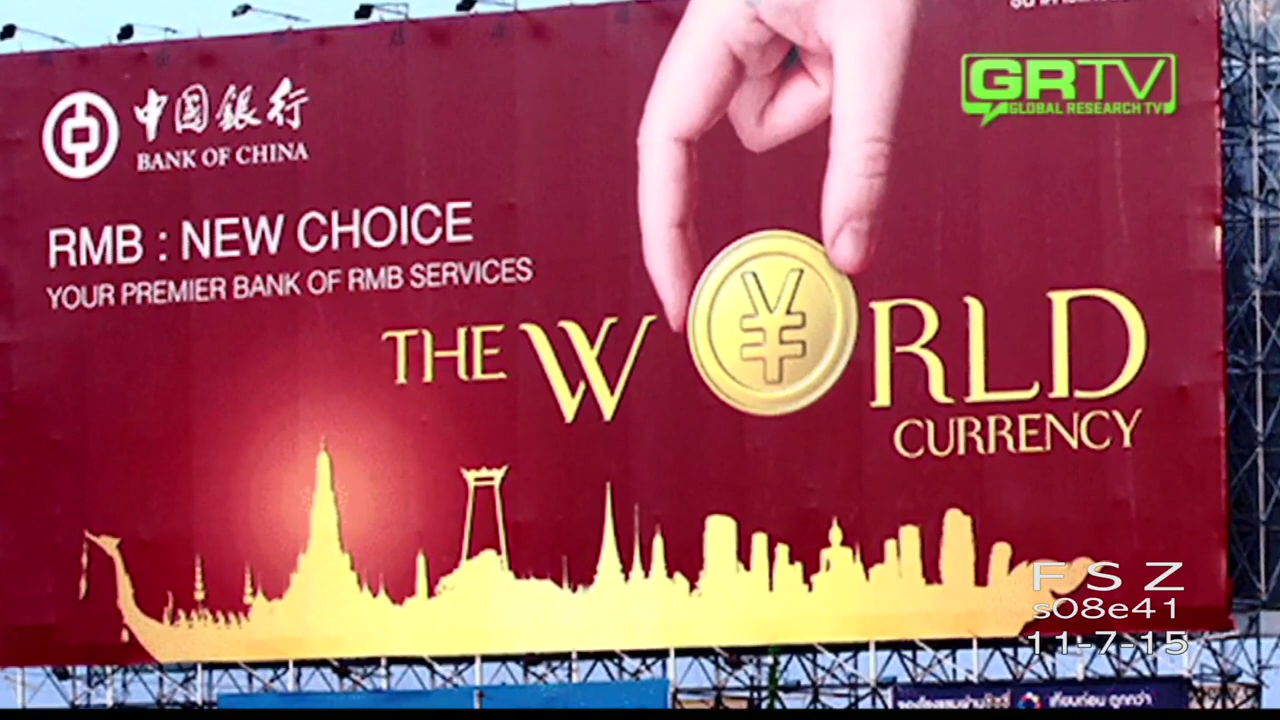 中国銀行
BANK OF CHINA
RMB : NEW CHOICE
YOUR PREMIER BANK OF RMB SERVICES
THE W¥RLD
CURRENCY
GRTV
GLOBAL RESEARCH TV
FSZ
s08e41
11-7-15